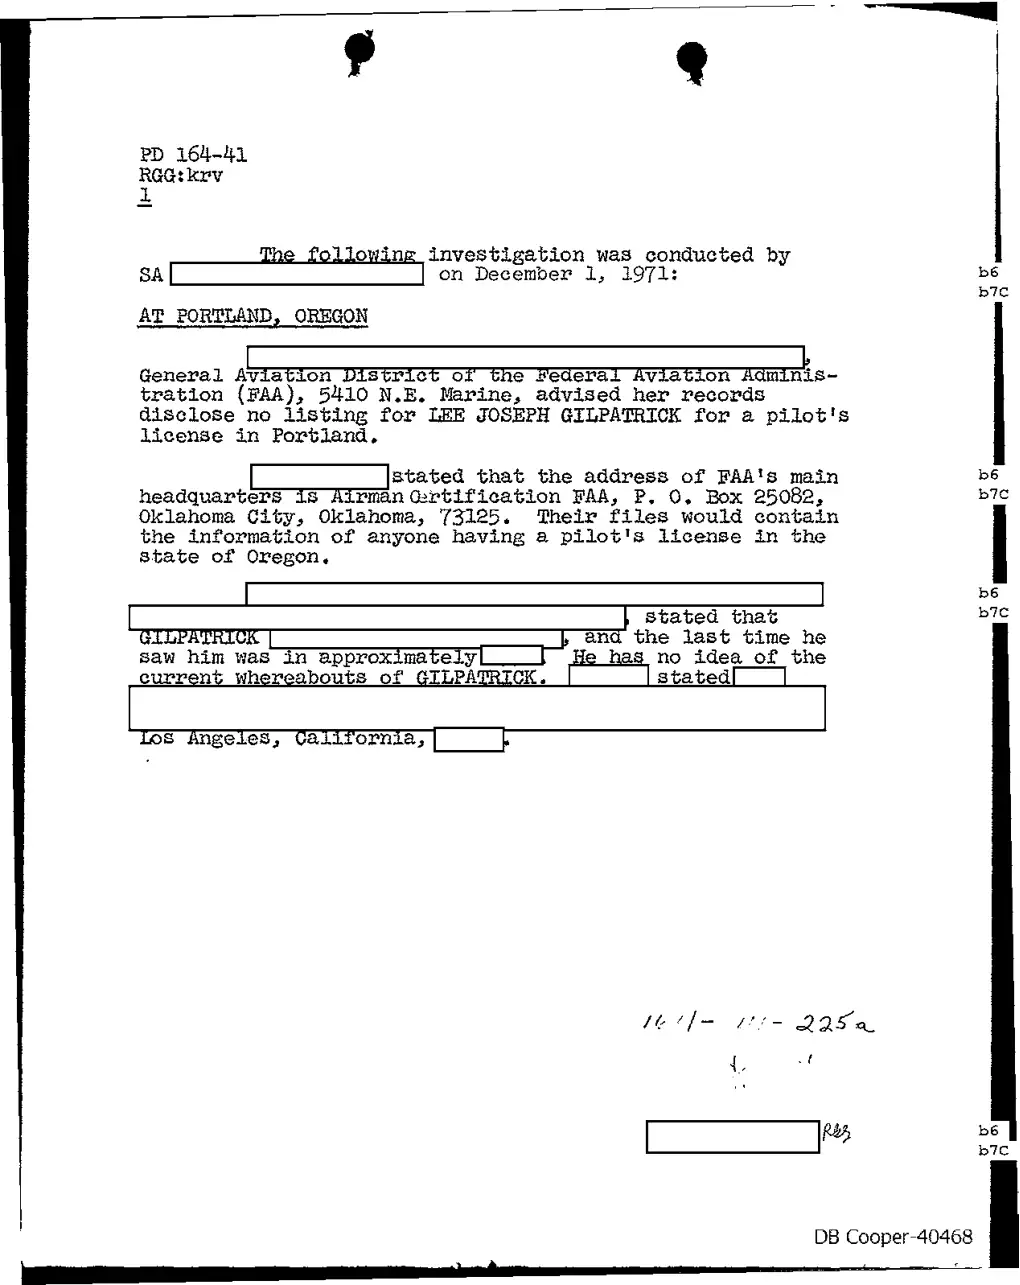 PD 164-41
RGG:krv
1
The following investigation was conducted by
SA on December 1, 1971:
b6
b7C
AT PORTLAND, OREGON
,
General Aviation District of the Federal Aviation Adminis-
tration (FAA), 5410 N.E. Marine, advised her records
disclose no listing for LEE JOSEPH GILPATRICK for a pilot's
license in Portland.
stated that the address of FAA's main
b6
headquarters is Airman Certification FAA, P. O. Box 25082,
b7C
Oklahoma City, Oklahoma, 73125. Their files would contain
the information of anyone having a pilot's license in the
state of Oregon.
b6
, stated that
b7C
GILPATRICK , and the last time he
saw him was in approximately . He has no idea of the
current whereabouts of GILPATRICK. stated
Los Angeles, California, .
225a
b6
b7C
DB Cooper-40468